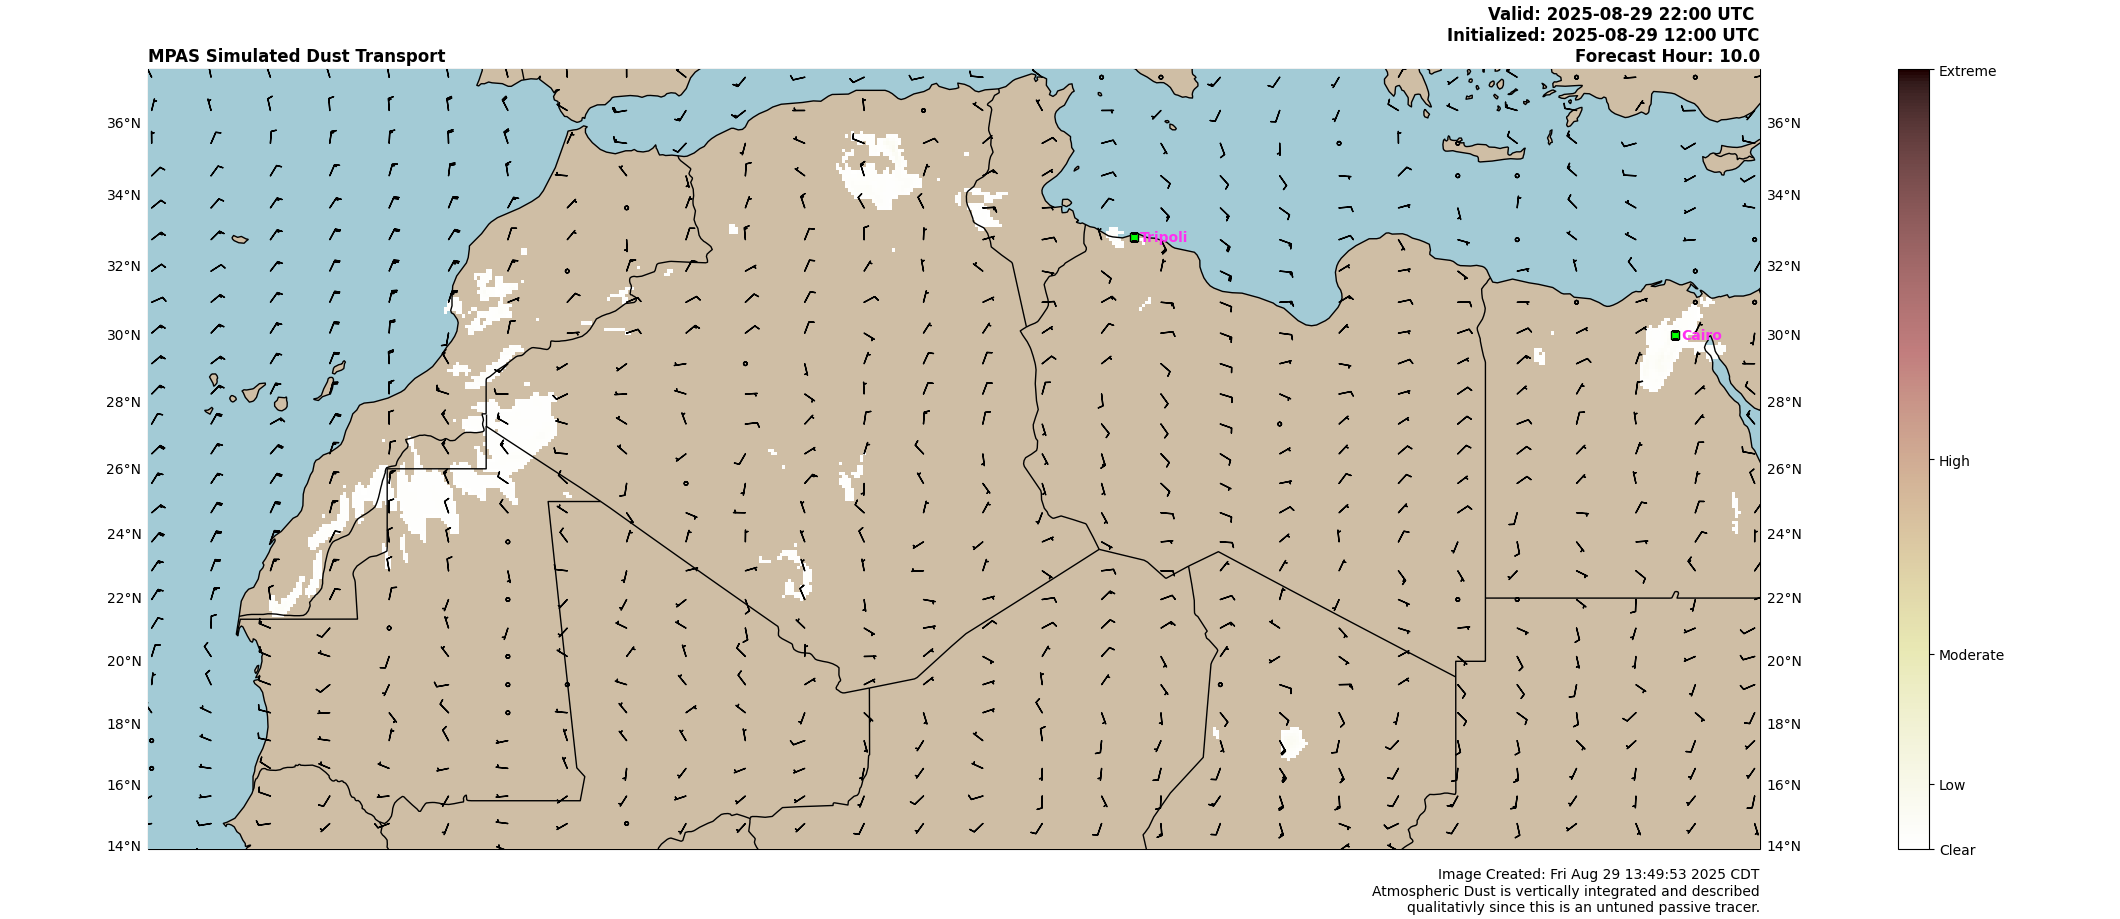 Valid: 2025-08-29 22:00 UTC
Initialized: 2025-08-29 12:00 UTC
MPAS Simulated Dust Transport
Forecast Hour: 10.0
36°N
36°N
34°N
34°N
32°N
32°N
30°N
30°N
28°N
28°N
26°N
26°N
24°N
24°N
22°N
22°N
20°N
20°N
18°N
18°N
16°N
16°N
14°N
14°N
Tripoli
Cairo
Extreme
High
Moderate
Low
Clear
Image Created: Fri Aug 29 13:49:53 2025 CDT
Atmospheric Dust is vertically integrated and described
qualitativly since this is an untuned passive tracer.